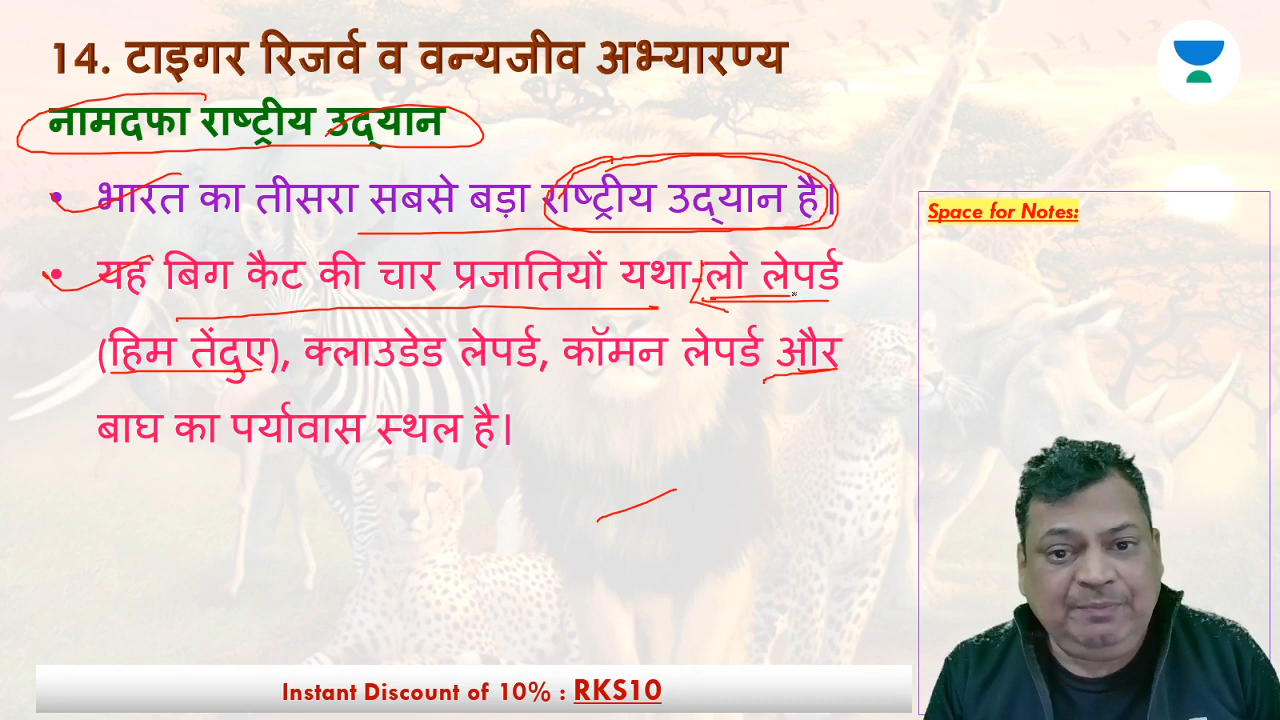 14. टाइगर रिजर्व व वन्यजीव अभ्यारण्य
नामदफा राष्ट्रीय उद्यान
• भारत का तीसरा सबसे बड़ा राष्ट्रीय उद्यान है।
• यह बिग कैट की चार प्रजातियों यथा-लो लेपर्ड
(हिम तेंदुए), क्लाउडेड लेपर्ड, कॉमन लेपर्ड और
बाघ का पर्यावास स्थल है।
Space for Notes:
Instant Discount of 10% : RKS10